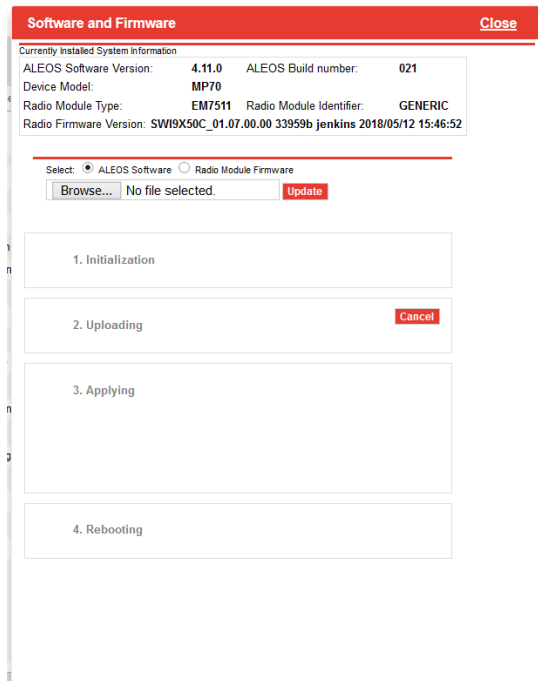 Software and Firmware Close
Currently Installed System Information
ALEOS Software Version: 4.11.0 ALEOS Build number: 021
Device Model: MP70
Radio Module Type: EM7511 Radio Module Identifier: GENERIC
Radio Firmware Version: SWI9X50C_01.07.00.00 33959b jenkins 2018/05/12 15:46:52
Select: ALEOS Software Radio Module Firmware
Browse... No file selected. Update
1. Initialization
2. Uploading Cancel
3. Applying
4. Rebooting